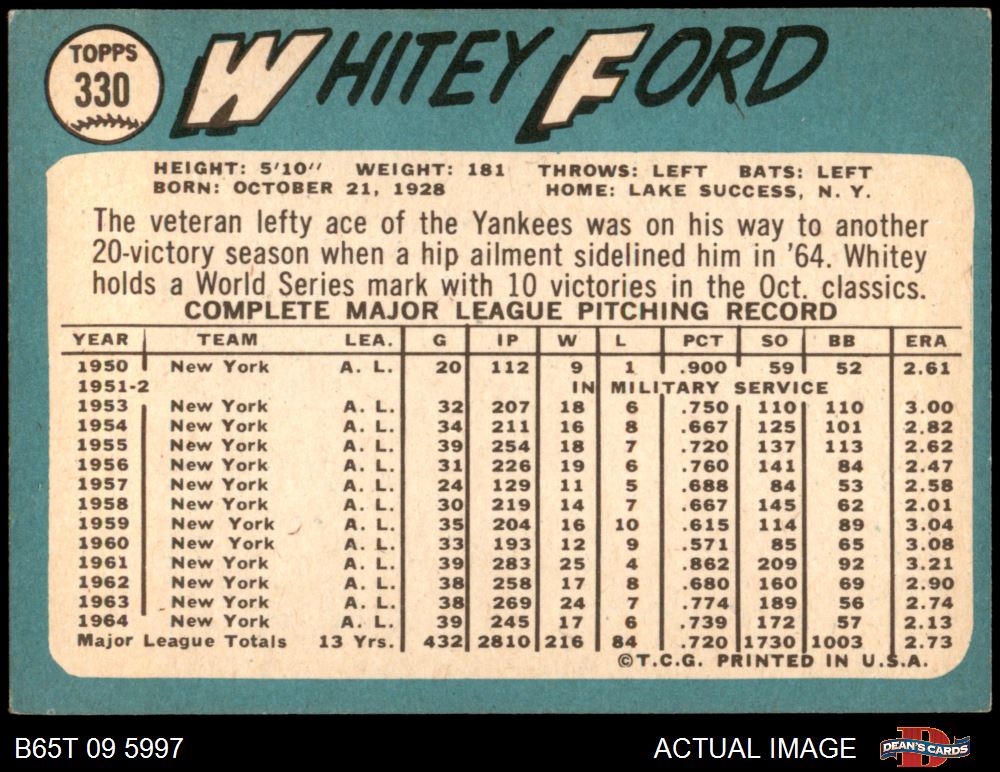 TOPPS
330
WHITEY FORD
HEIGHT: 5'10" WEIGHT: 181 THROWS: LEFT BATS: LEFT
BORN: OCTOBER 21, 1928 HOME: LAKE SUCCESS, N. Y.
The veteran lefty ace of the Yankees was on his way to another
20-victory season when a hip ailment sidelined him in '64. Whitey
holds a World Series mark with 10 victories in the Oct. classics.
COMPLETE MAJOR LEAGUE PITCHING RECORD
YEAR TEAM LEA. G IP W L PCT SO BB ERA
1950 New York A. L. 20 112 9 1 .900 59 52 2.61
1951-2 IN MILITARY SERVICE
1953 New York A. L. 32 207 18 6 .750 110 110 3.00
1954 New York A. L. 34 211 16 8 .667 125 101 2.82
1955 New York A. L. 39 254 18 7 .720 137 113 2.62
1956 New York A. L. 31 226 19 6 .760 141 84 2.47
1957 New York A. L. 24 129 11 5 .688 84 53 2.58
1958 New York A. L. 30 219 14 7 .667 145 62 2.01
1959 New York A. L. 35 204 16 10 .615 114 89 3.04
1960 New York A. L. 33 193 12 9 .571 85 65 3.08
1961 New York A. L. 39 283 25 4 .862 209 92 3.21
1962 New York A. L. 38 258 17 8 .680 160 69 2.90
1963 New York A. L. 38 269 24 7 .774 189 56 2.74
1964 New York A. L. 39 245 17 6 .739 172 57 2.13
Major League Totals 13 Yrs. 432 2810 216 84 .720 1730 1003 2.73
©T.C.G. PRINTED IN U.S.A.
B65T 09 5997 ACTUAL IMAGE DEAN'S CARDS